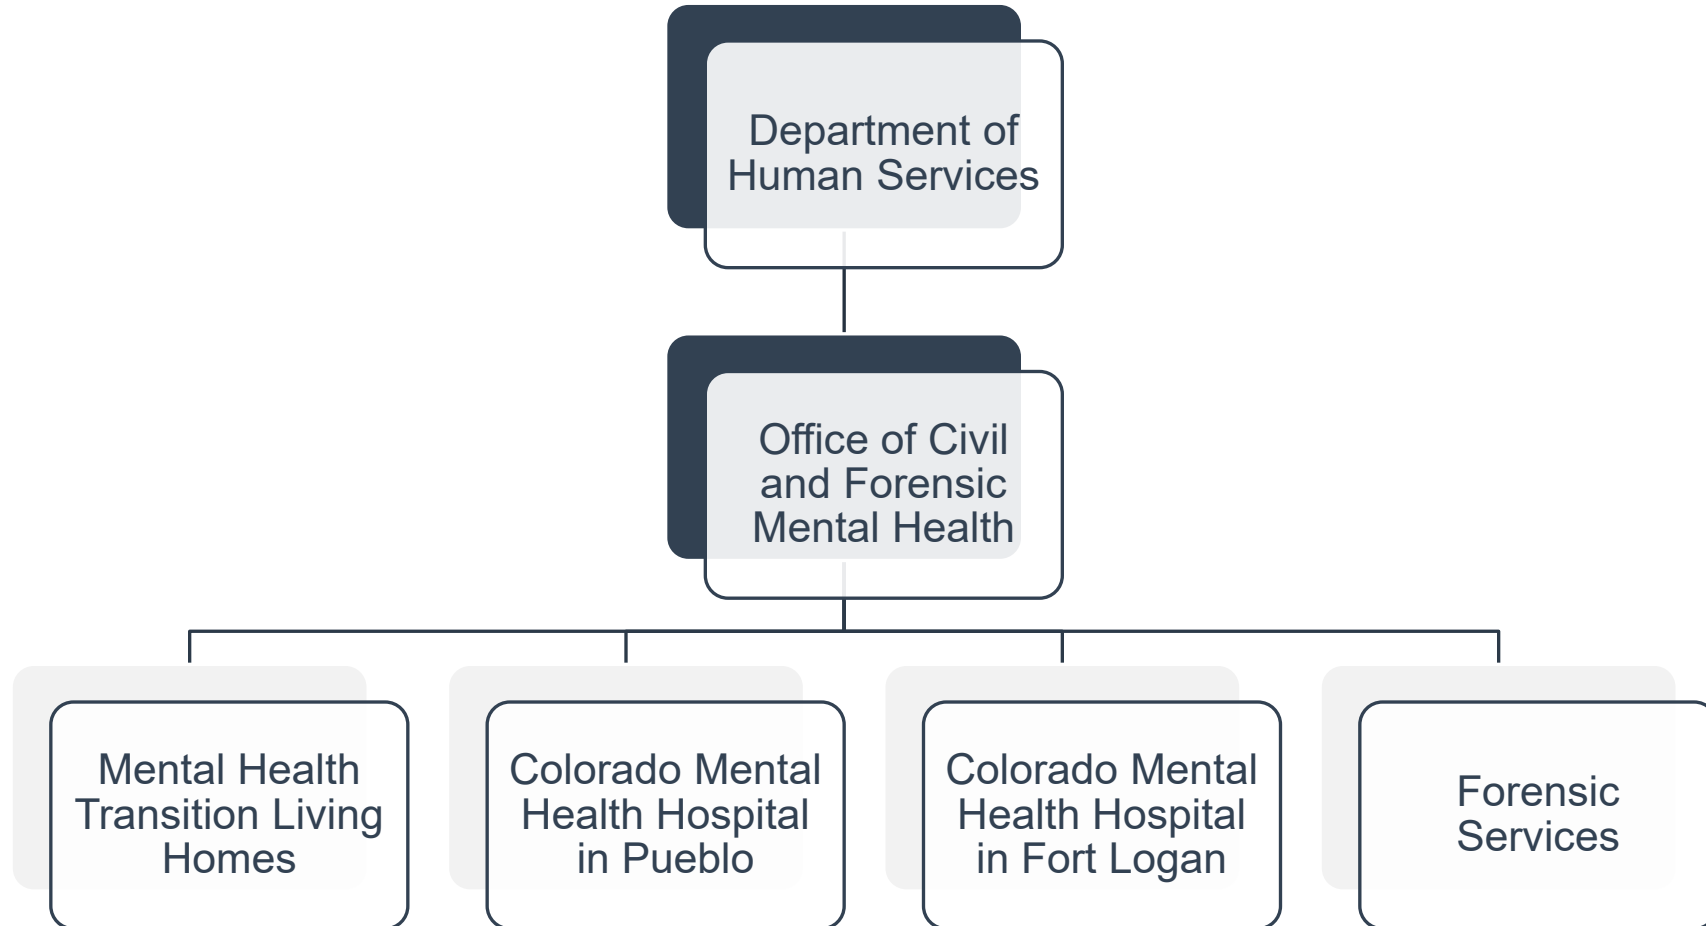 Department of
Human Services
Office of Civil
and Forensic
Mental Health
Mental Health
Transition Living
Homes
Colorado Mental
Health Hospital
in Pueblo
Colorado Mental
Health Hospital
in Fort Logan
Forensic
Services